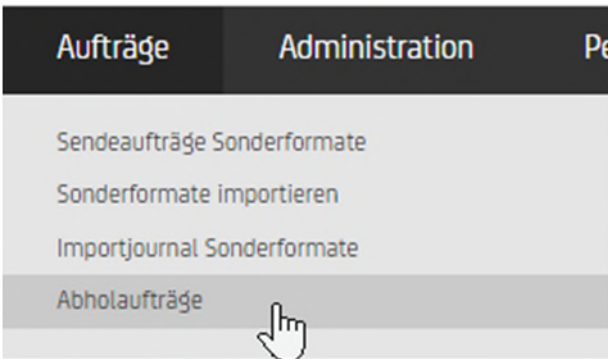 Aufträge Administration
Sendeaufträge Sonderformate
Sonderformate importieren
Importjournal Sonderformate
Abholaufträge